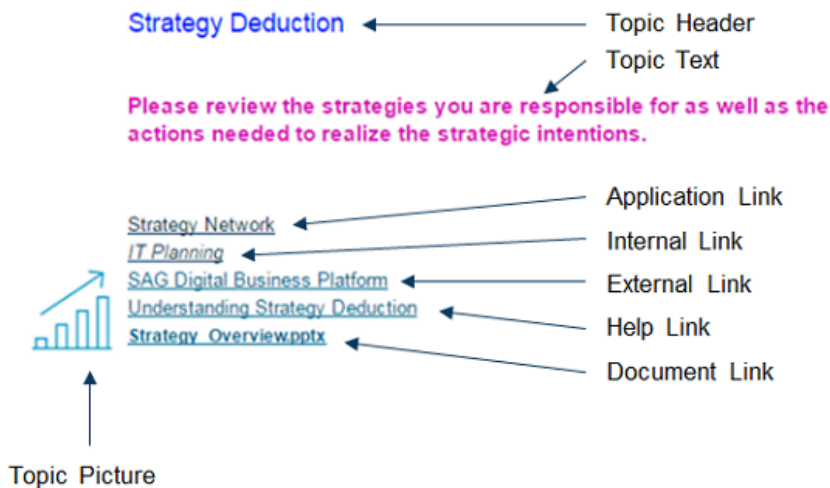 Strategy Deduction
Topic Header
Topic Text
Please review the strategies you are responsible for as well as the
actions needed to realize the strategic intentions.
Application Link
Strategy Network
Internal Link
IT Planning
External Link
SAG Digital Business Platform
Understanding Strategy Deduction
Help Link
Strategy_Overview.pptx
Document Link
Topic Picture